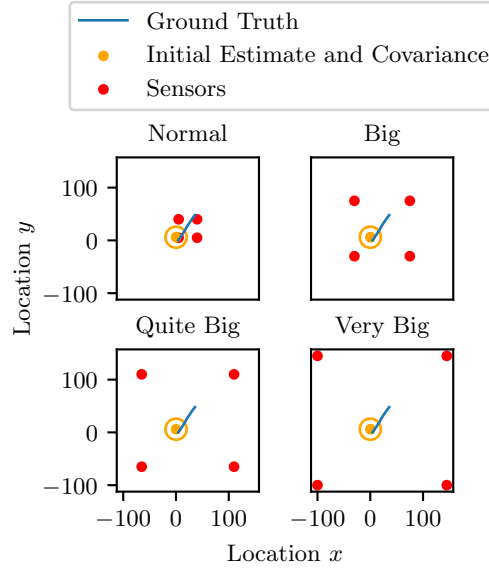 Ground Truth
Initial Estimate and Covariance
Sensors
Normal
Big
100
0
−100
Location y
Quite Big
Very Big
100
0
−100
−100 0 100
−100 0 100
Location x